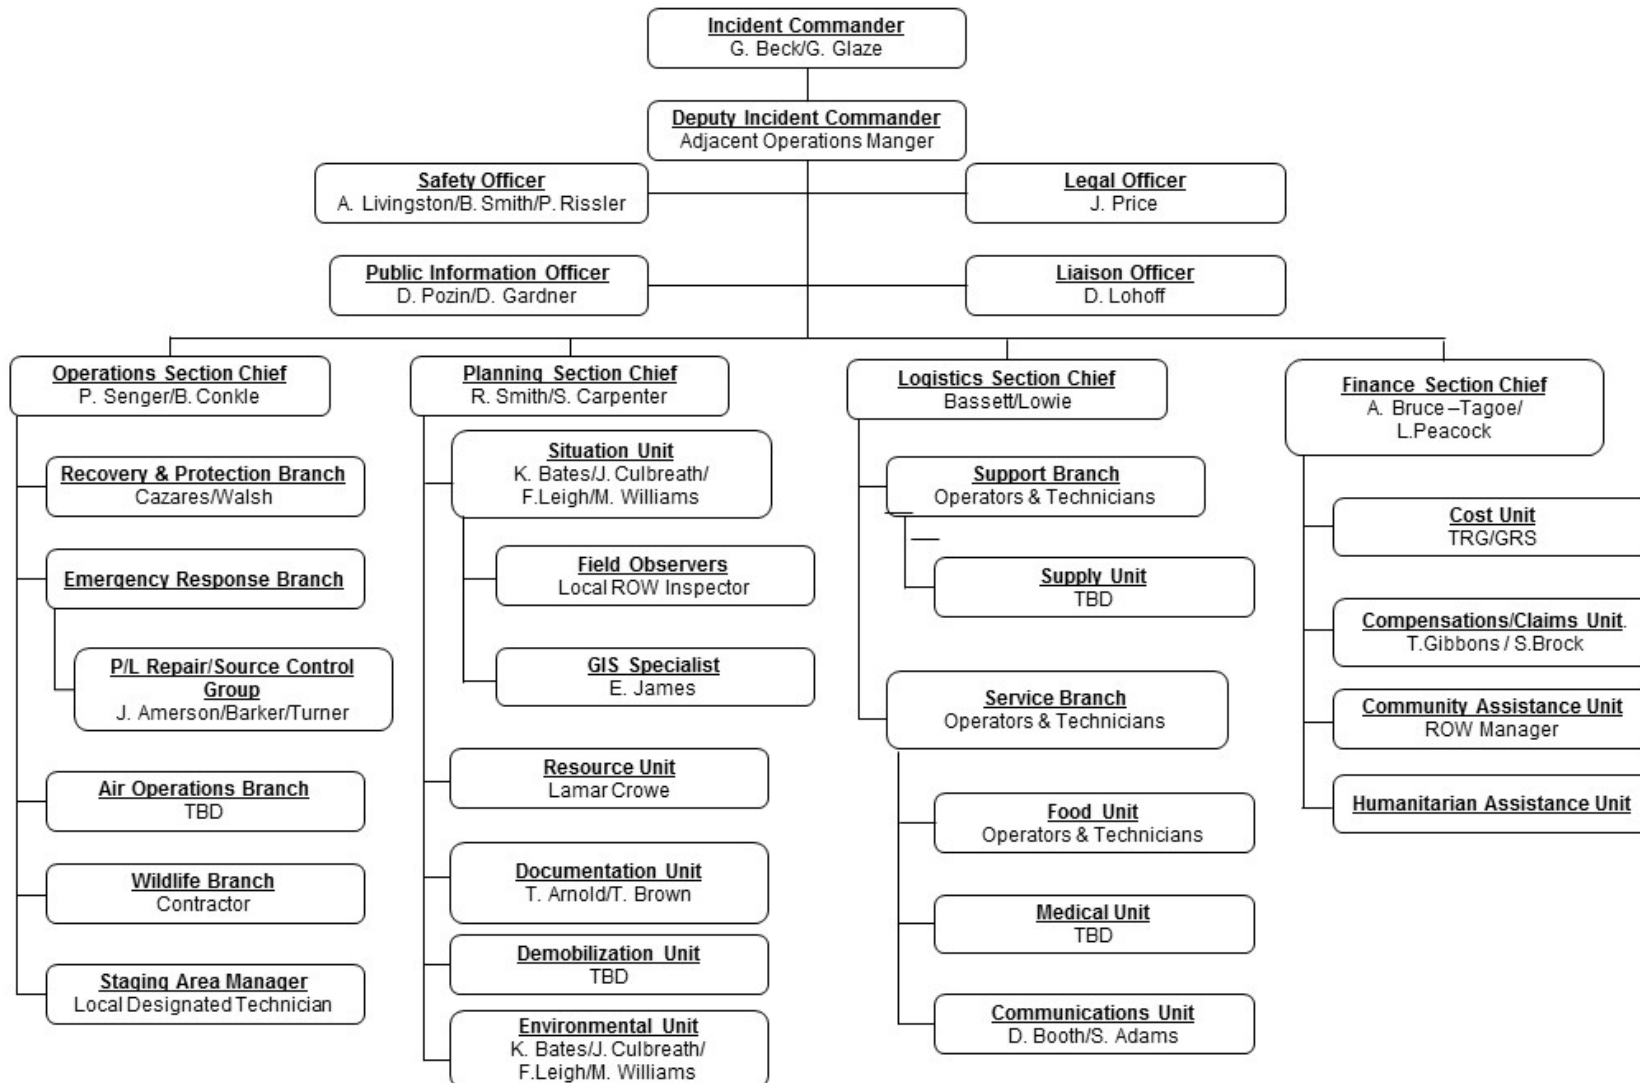 Incident Commander
G. Beck/G. Glaze
Deputy Incident Commander
Adjacent Operations Manger
Safety Officer
A. Livingston/B. Smith/P. Rissler
Legal Officer
J. Price
Public Information Officer
D. Pozin/D. Gardner
Liaison Officer
D. Lohoff
Operations Section Chief
P. Senger/B. Conkle
Recovery & Protection Branch
Cazares/Walsh
Emergency Response Branch
P/L Repair/Source Control
Group
J. Amerson/Barker/Turner
Air Operations Branch
TBD
Wildlife Branch
Contractor
Staging Area Manager
Local Designated Technician
Planning Section Chief
R. Smith/S. Carpenter
Situation Unit
K. Bates/J. Culbreath/
F.Leigh/M. Williams
Field Observers
Local ROW Inspector
GIS Specialist
E. James
Resource Unit
Lamar Crowe
Documentation Unit
T. Arnold/T. Brown
Demobilization Unit
TBD
Environmental Unit
K. Bates/J. Culbreath/
F.Leigh/M. Williams
Logistics Section Chief
Bassett/Lowie
Support Branch
Operators & Technicians
Supply Unit
TBD
Service Branch
Operators & Technicians
Food Unit
Operators & Technicians
Medical Unit
TBD
Communications Unit
D. Booth/S. Adams
Finance Section Chief
A. Bruce –Tagoe/
L.Peacock
Cost Unit
TRG/GRS
Compensations/Claims Unit.
T.Gibbons / S.Brock
Community Assistance Unit
ROW Manager
Humanitarian Assistance Unit